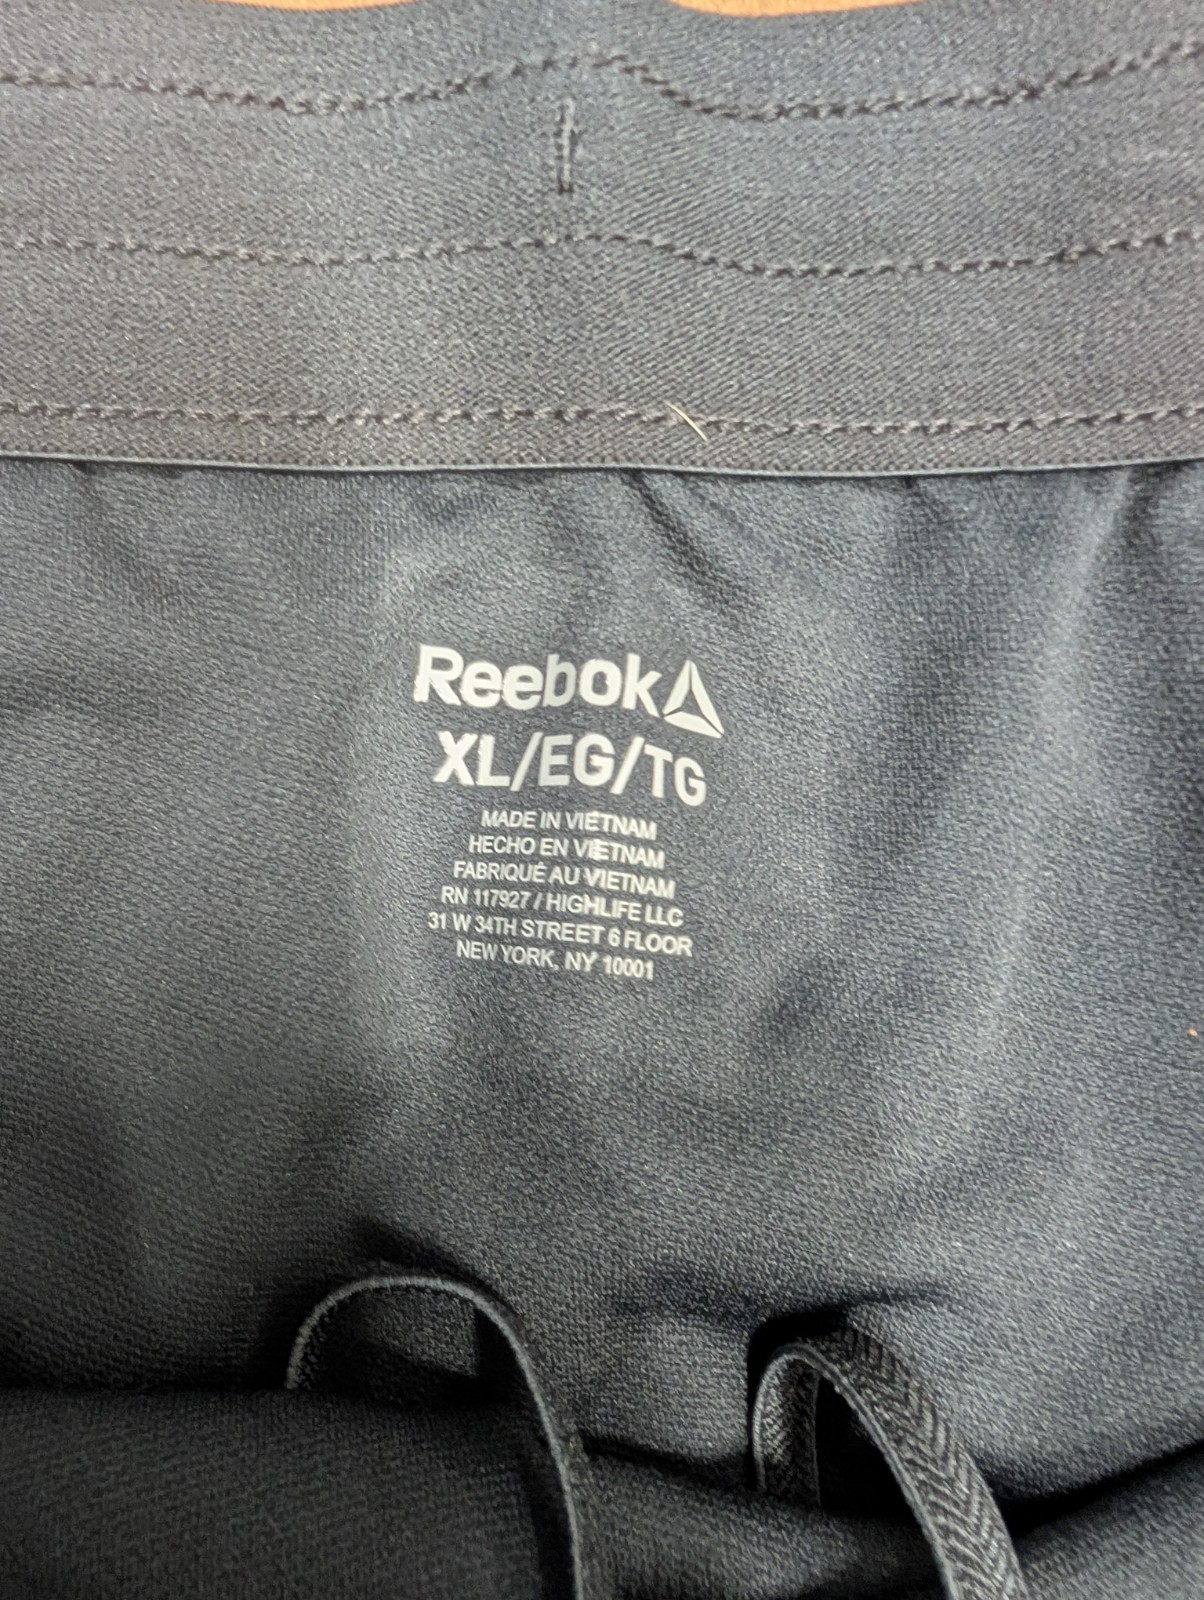 Reebok
XL/EG/TG
MADE IN VIETNAM
HECHO EN VIETNAM
FABRIQUÉ AU VIETNAM
RN 117927 / HIGHLIFE LLC
31 W 34TH STREET 6 FLOOR
NEW YORK, NY 10001